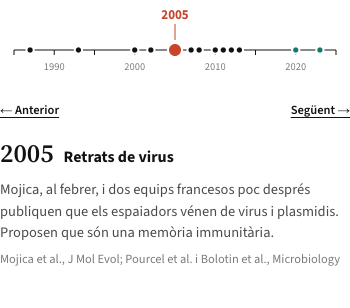 2005
1990 2000 2010 2020
← Anterior Següent →
2005 Retrats de virus
Mojica, al febrer, i dos equips francesos poc després
publiquen que els espaiadors vénen de virus i plasmidis.
Proposen que són una memòria immunitària.
Mojica et al., J Mol Evol; Pourcel et al. i Bolotin et al., Microbiology